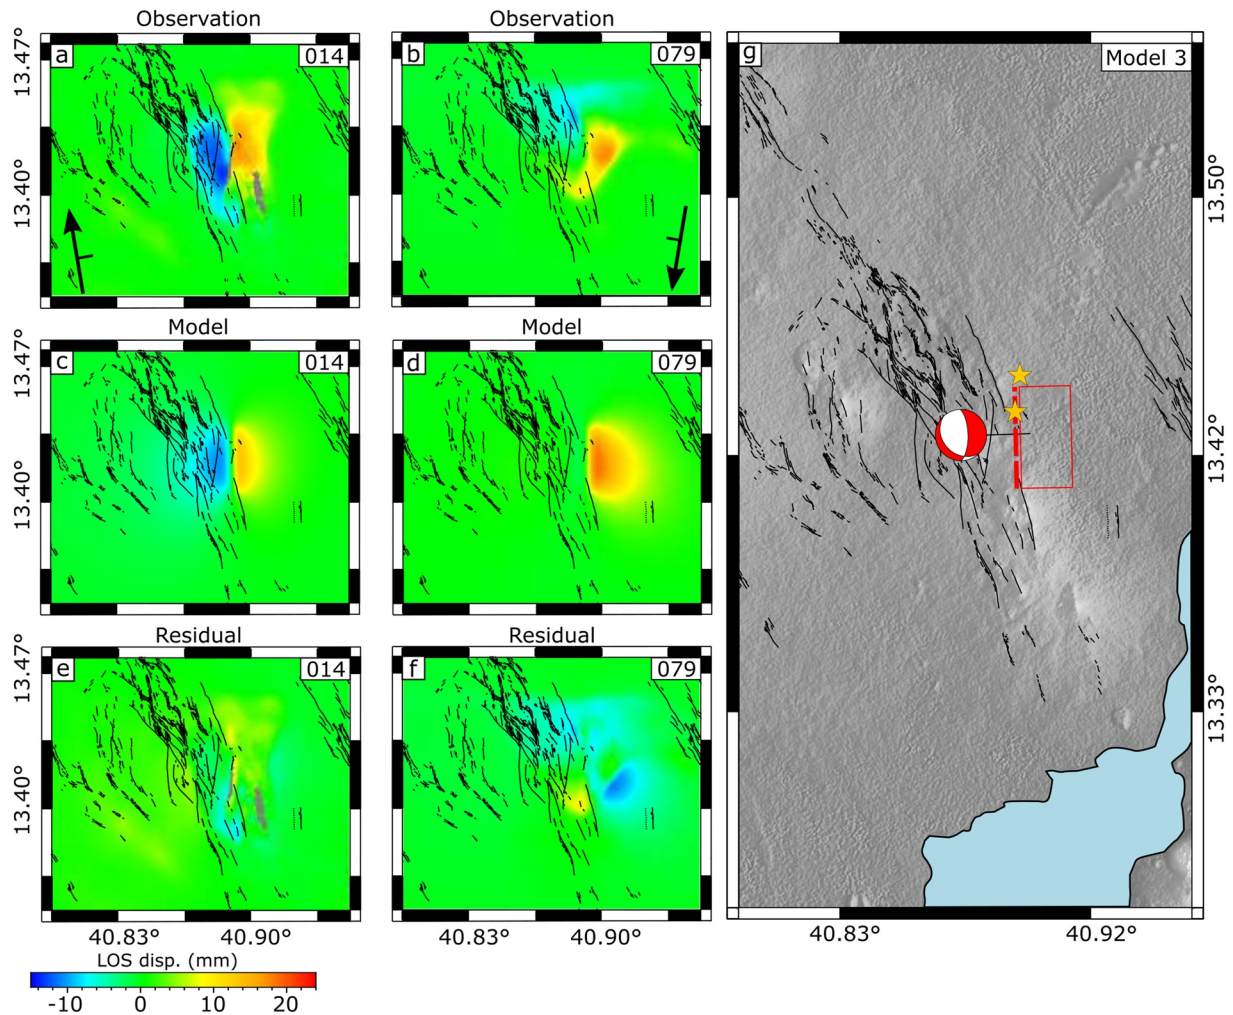 Observation
a
014
13.47°
13.40°
Observation
b
079
Model
c
014
13.47°
13.40°
Model
d
079
Residual
e
014
13.47°
13.40°
40.83°
40.90°
Residual
f
079
40.83°
40.90°
LOS disp. (mm)
-10
0
10
20
g
Model 3
13.50°
13.42°
13.33°
40.83°
40.92°